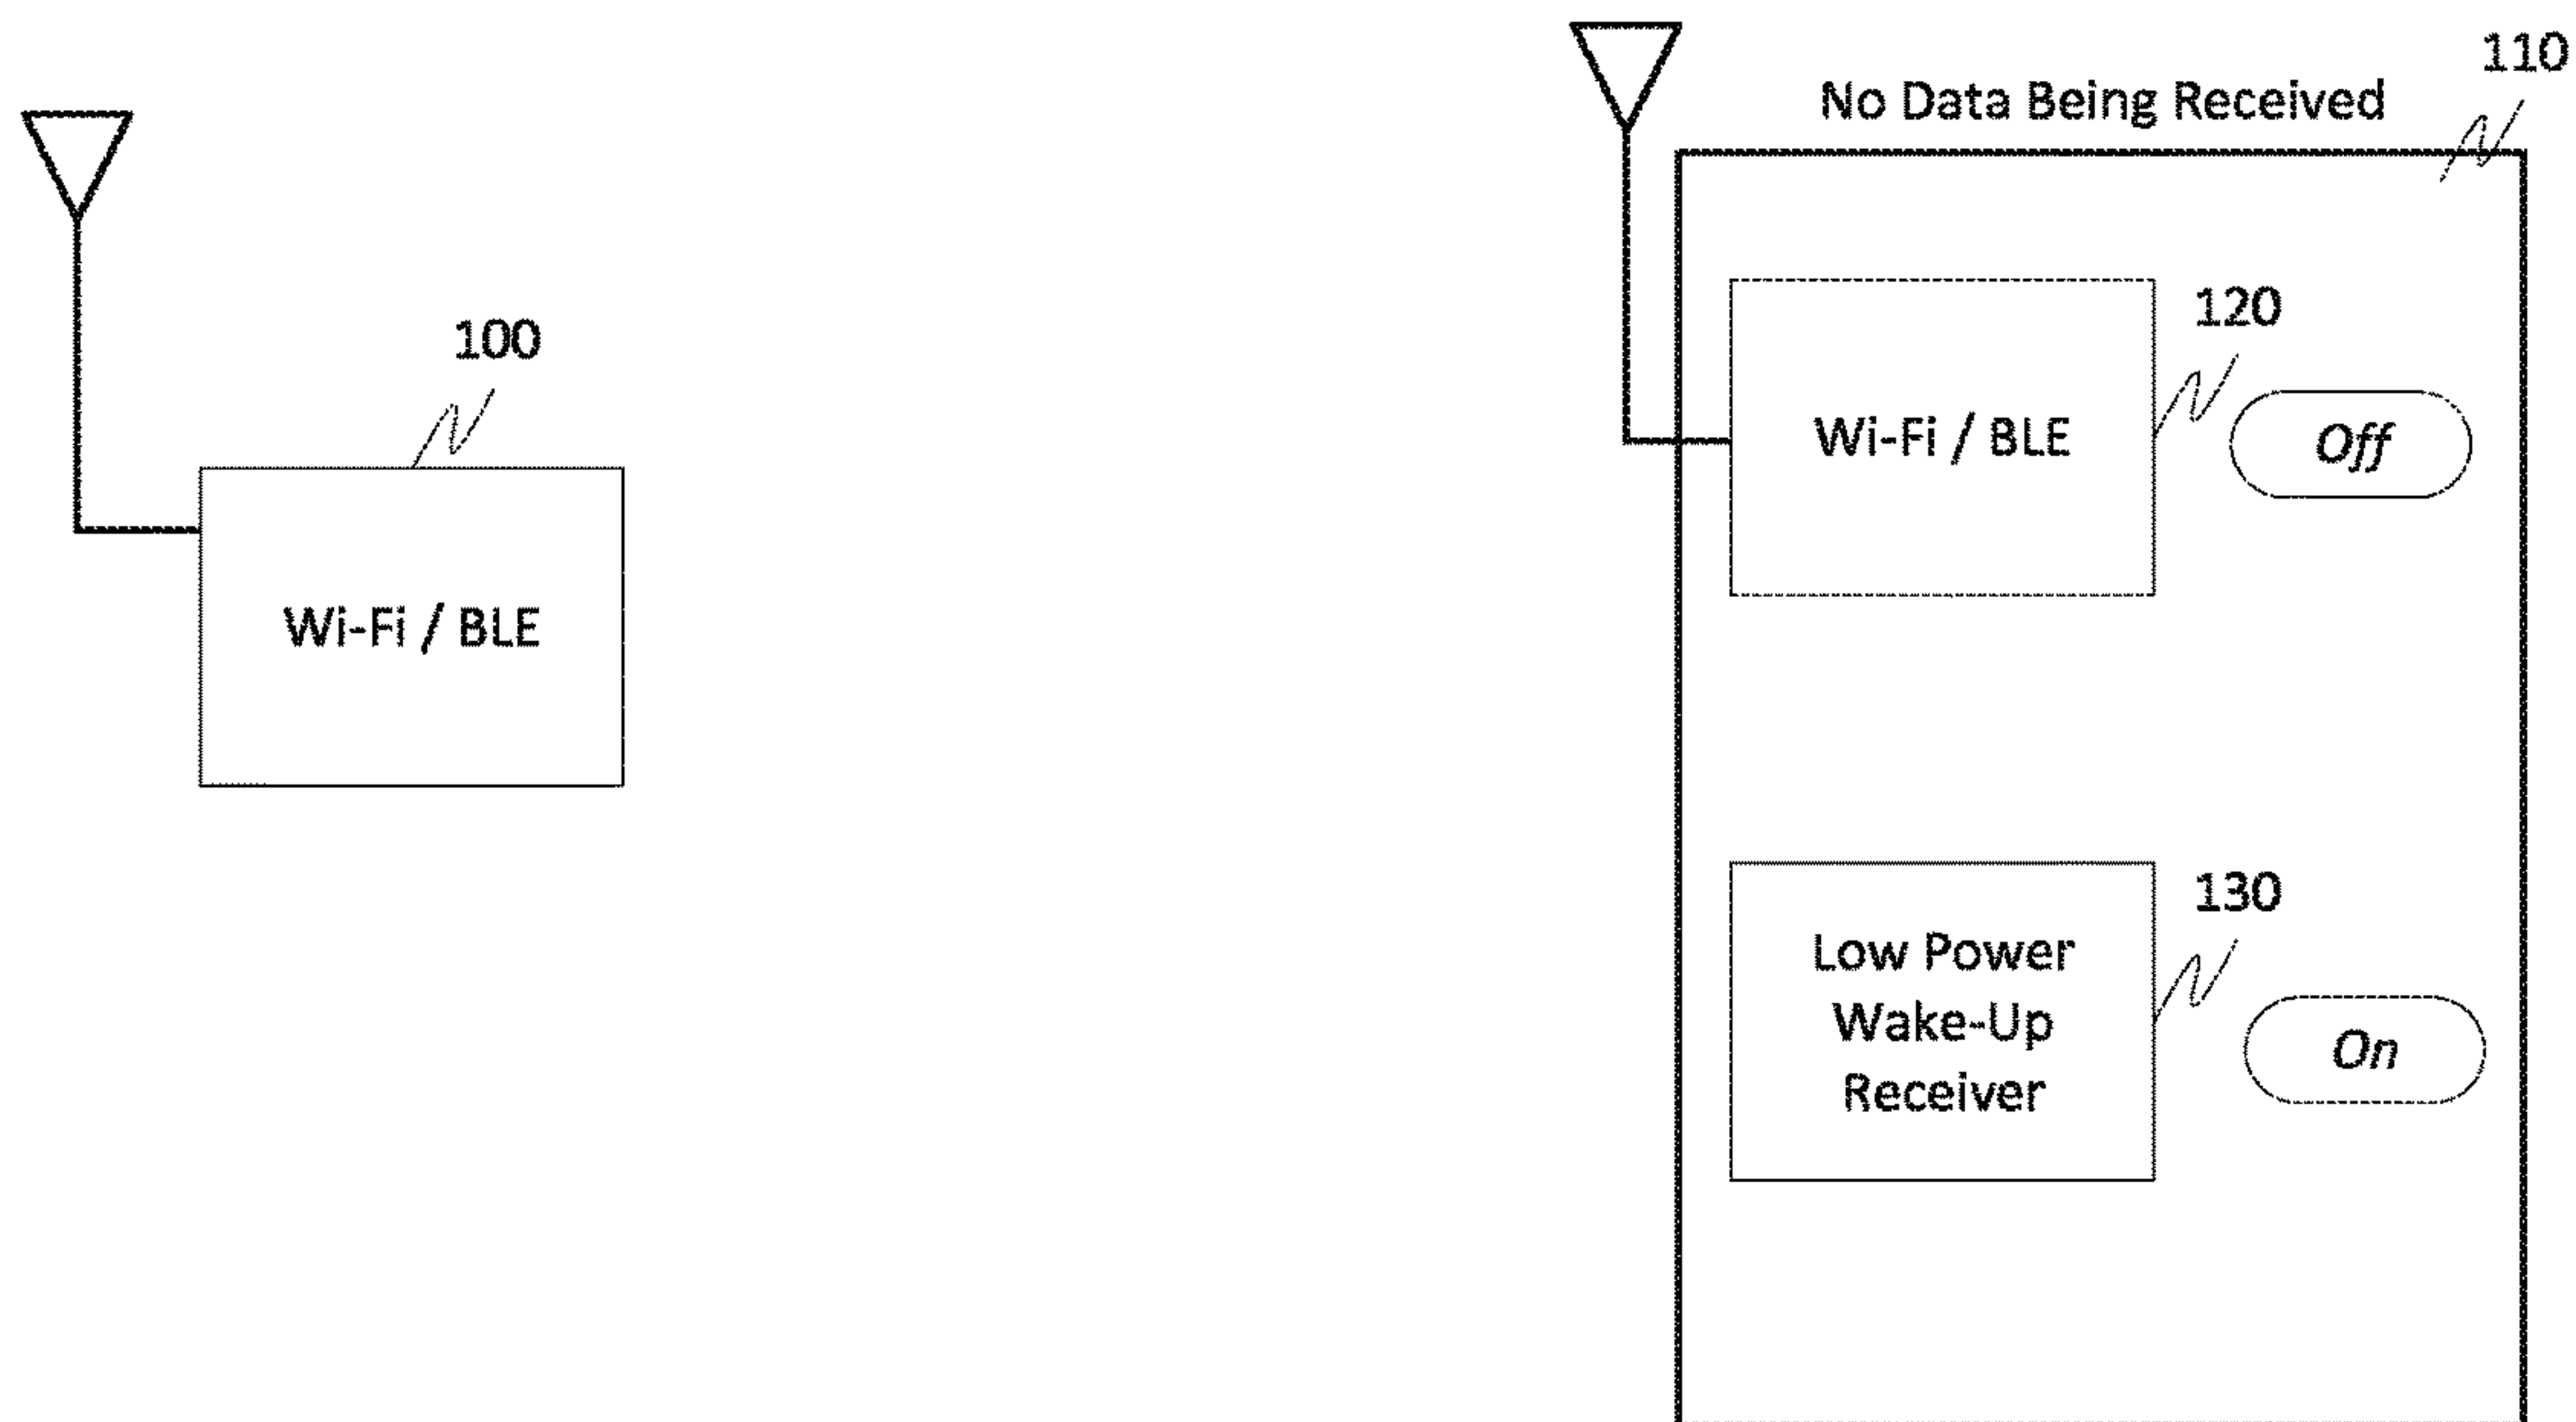 110
No Data Being Received
100
Wi-Fi / BLE
120
Wi-Fi / BLE
Off
130
Low Power
Wake-Up
Receiver
On